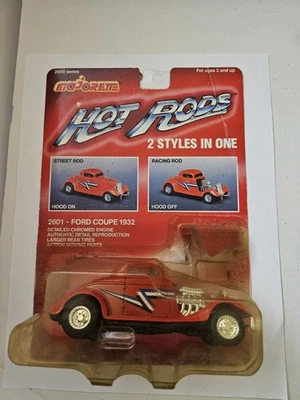 2600 series
For ages 3 and up
majorette
HOT RODS
2 STYLES IN ONE
STREET ROD
RACING ROD
HOOD ON
HOOD OFF
2601 - FORD COUPE 1932
DETAILED CHROMED ENGINE
AUTHENTIC DETAIL REPRODUCTION
LARGER REAR TIRES
ACTION MOVING PARTS